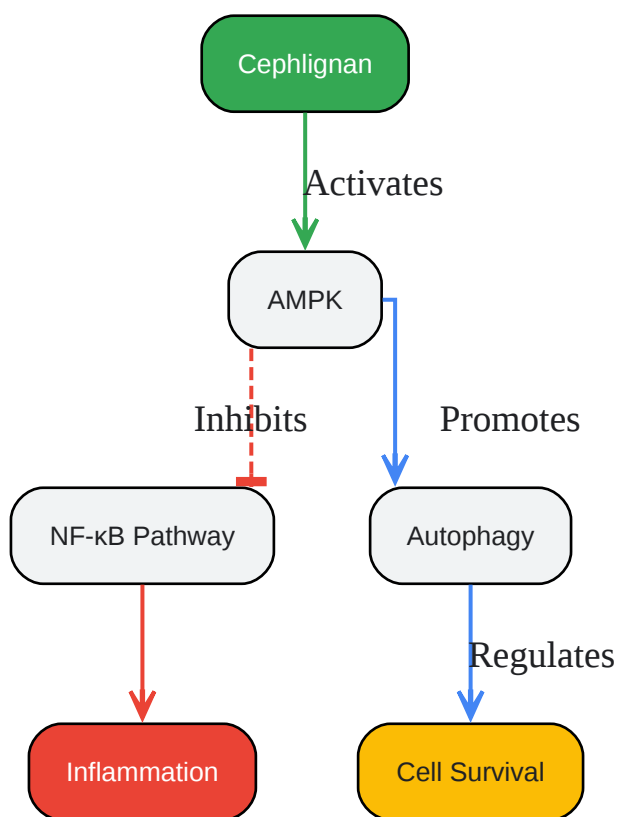 Cephlignan
Activates
AMPK
Inhibits
Promotes
NF-κB Pathway
Autophagy
Regulates
Inflammation
Cell Survival